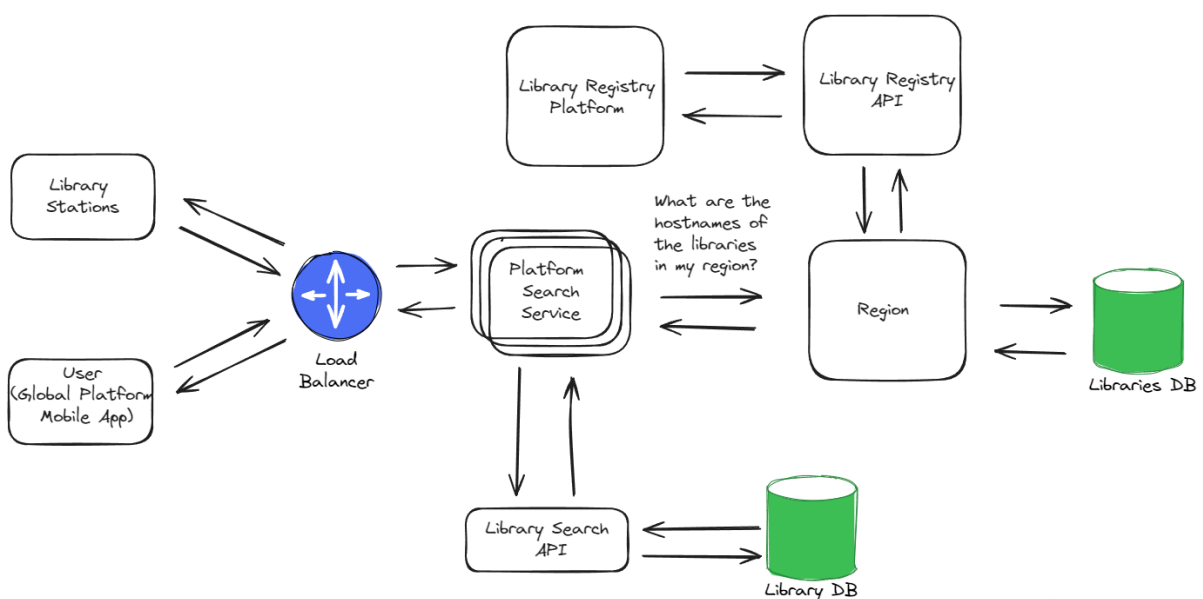 Library Registry
Platform
Library Registry
API
Library
Stations
What are the
hostnames of
the libraries
in my region?
Platform
Search
Service
Region
Load
Balancer
User
(Global Platform
Mobile App)
Libraries DB
Library Search
API
Library DB